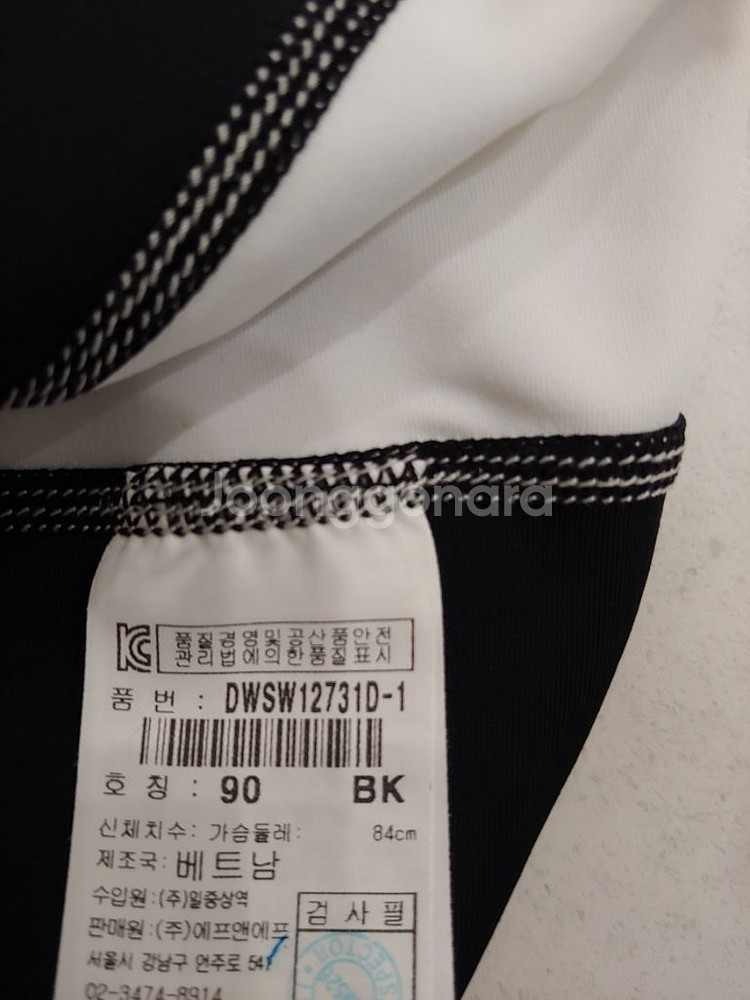 Joonggonara
KC
품질경영및공산품안전
관리법에의한품질표시
품 번 : DWSW12731D-1
호 칭 : 90 BK
신체치수: 가슴둘레: 84cm
제조국: 베트남
수입원:(주)일중상역
판매원:(주)에프앤에프
검 사 필
서울시 강남구 언주로 541
02-3474-8914